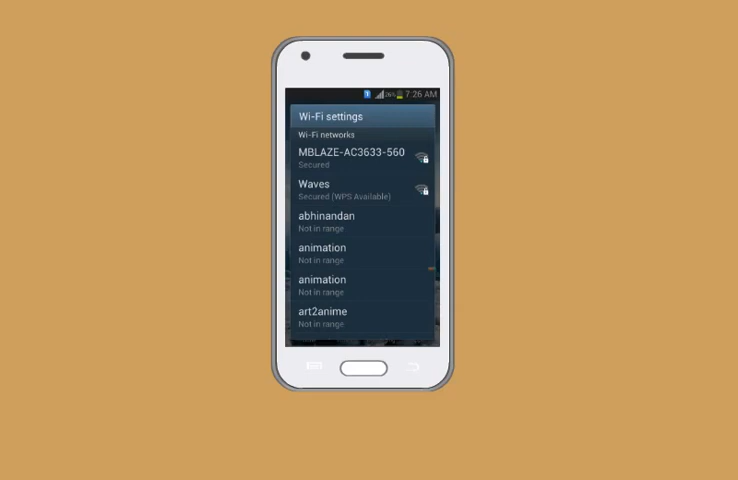 7:26 AM
Wi-Fi settings
Wi-Fi networks
MBLAZE-AC3633-560
Secured
Waves
Secured (WPS Available)
abhinandan
Not in range
animation
Not in range
animation
Not in range
art2anime
Not in range